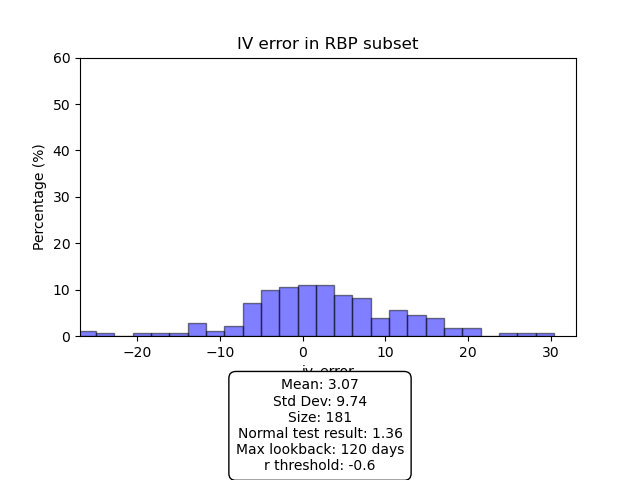 IV error in RBP subset
60
50
40
30
20
10
0
Percentage (%)
−20
−10
0
10
20
30
iv_error
Mean: 3.07
Std Dev: 9.74
Size: 181
Normal test result: 1.36
Max lookback: 120 days
r threshold: -0.6